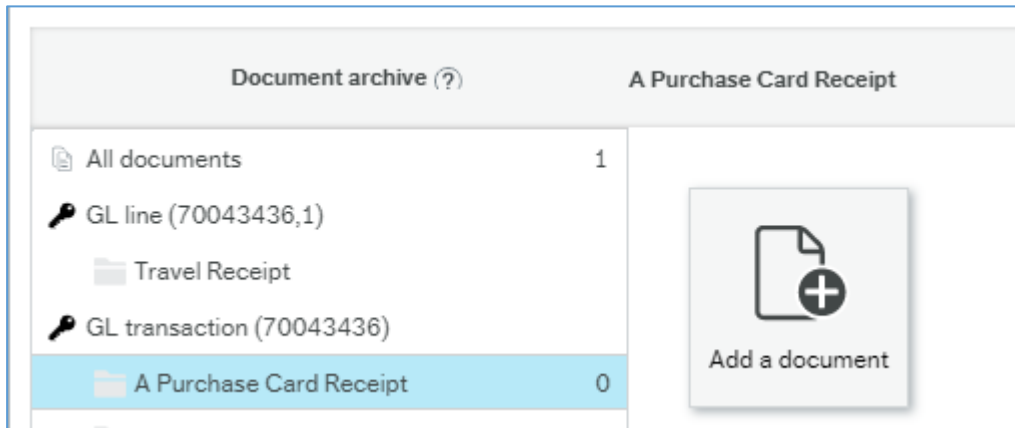 Document archive (?)
A Purchase Card Receipt
All documents 1
GL line (70043436,1)
Travel Receipt
GL transaction (70043436)
A Purchase Card Receipt 0
Add a document